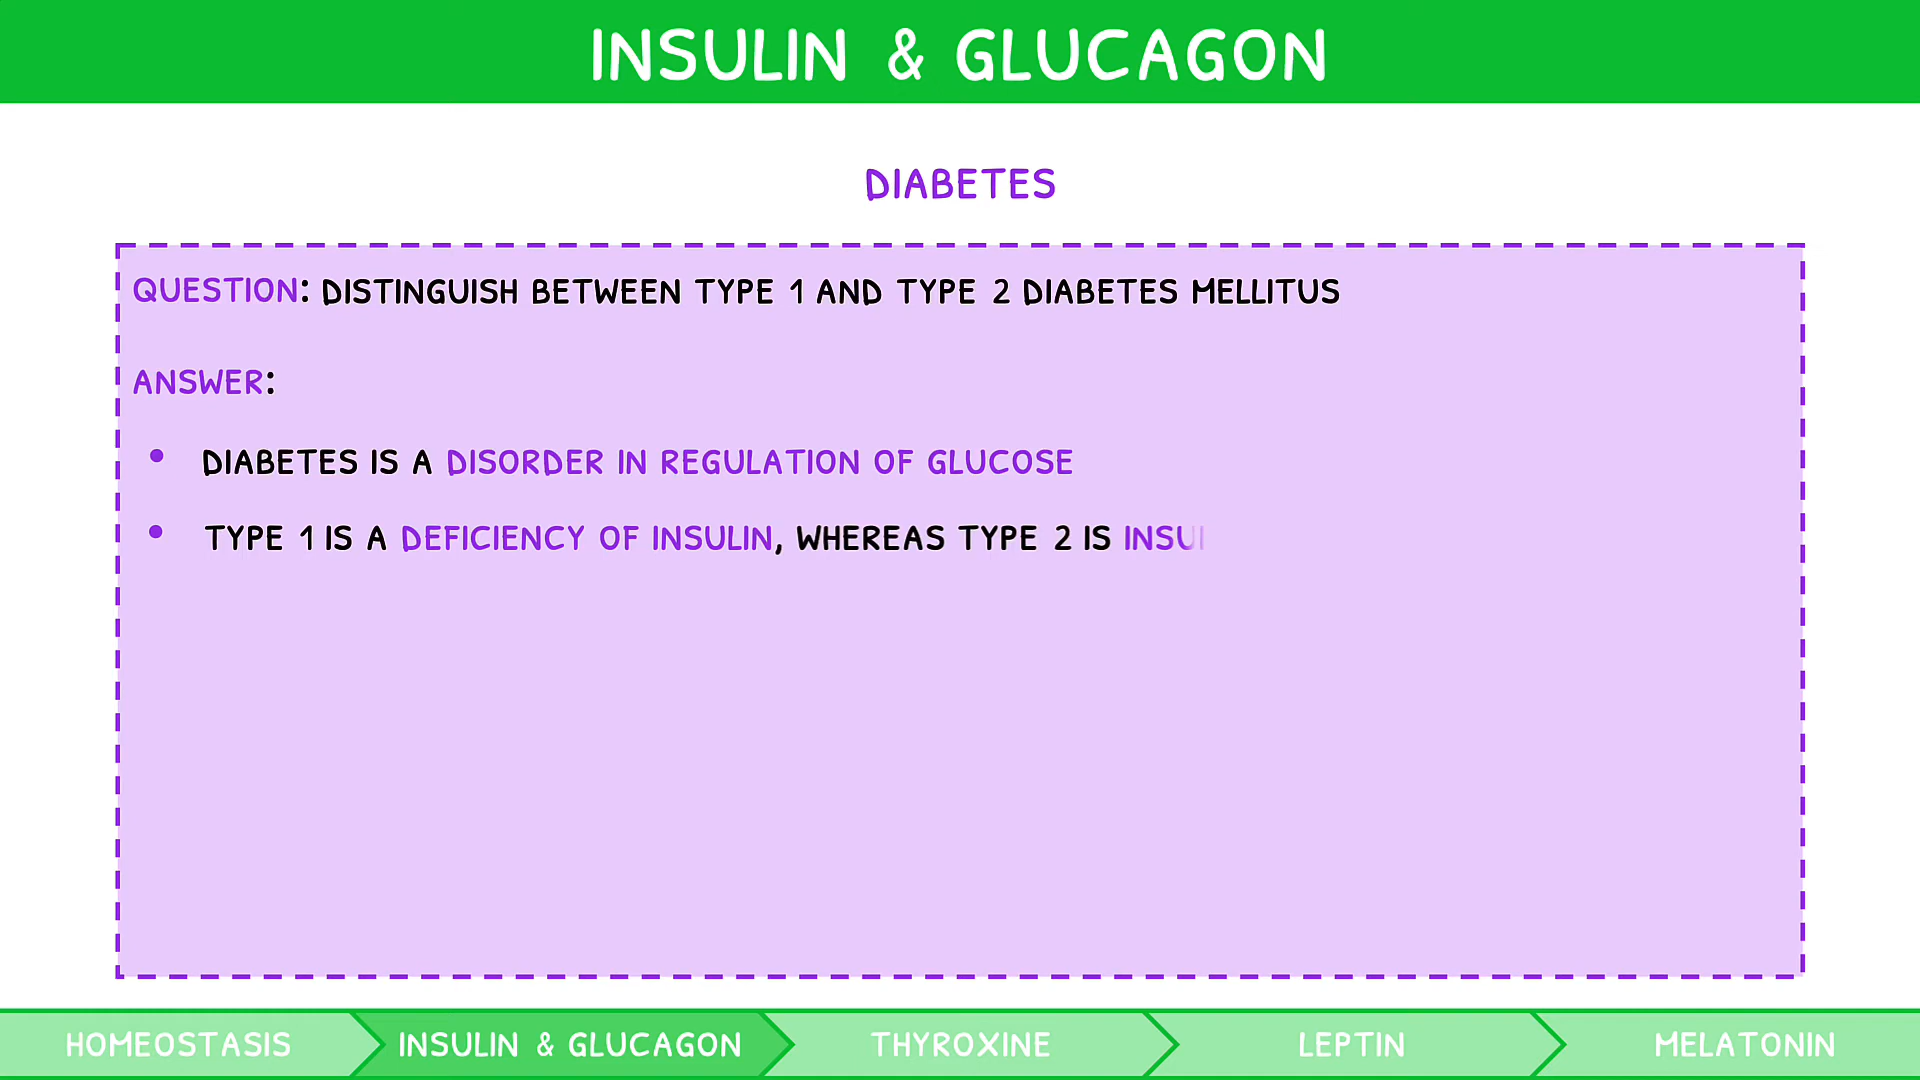 INSULIN & GLUCAGON
DIABETES
QUESTION: DISTINGUISH BETWEEN TYPE 1 AND TYPE 2 DIABETES MELLITUS
ANSWER:
• DIABETES IS A DISORDER IN REGULATION OF GLUCOSE
• TYPE 1 IS A DEFICIENCY OF INSULIN, WHEREAS TYPE 2 IS
HOMEOSTASIS
INSULIN & GLUCAGON
THYROXINE
LEPTIN
MELATONIN